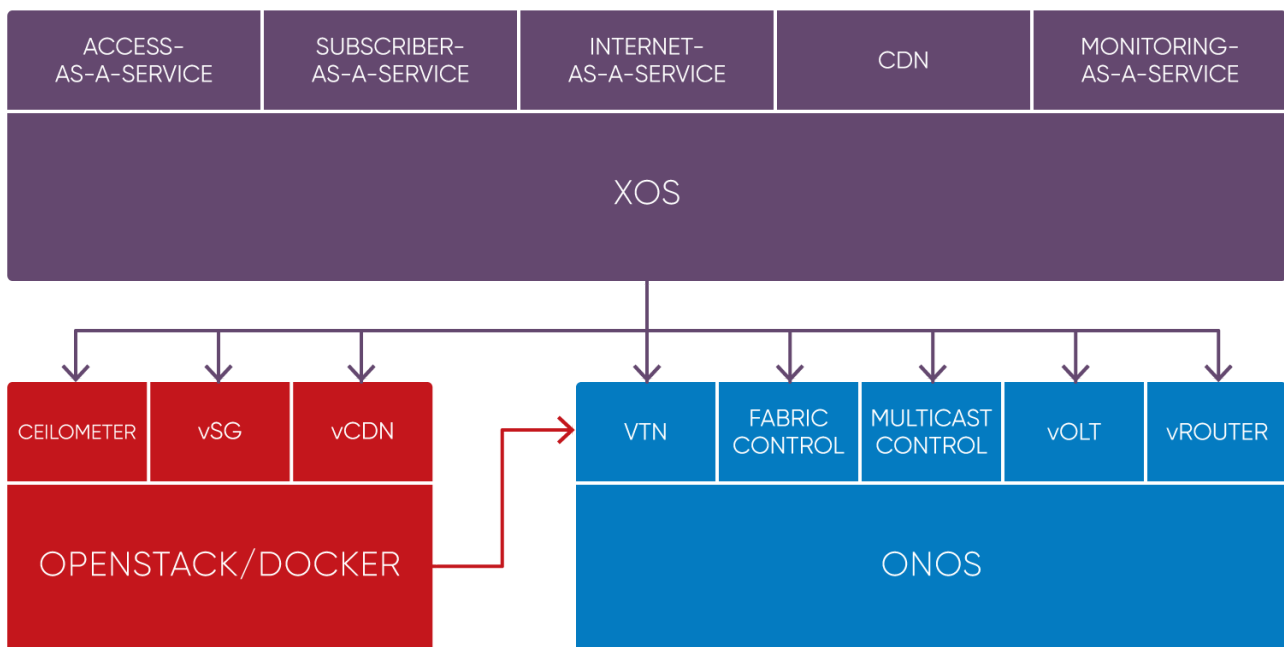 ACCESS-
AS-A-SERVICE
SUBSCRIBER-
AS-A-SERVICE
INTERNET-
AS-A-SERVICE
CDN
MONITORING-
AS-A-SERVICE
XOS
CEILOMETER
vSG
vCDN
VTN
FABRIC
CONTROL
MULTICAST
CONTROL
vOLT
vROUTER
OPENSTACK/DOCKER
ONOS